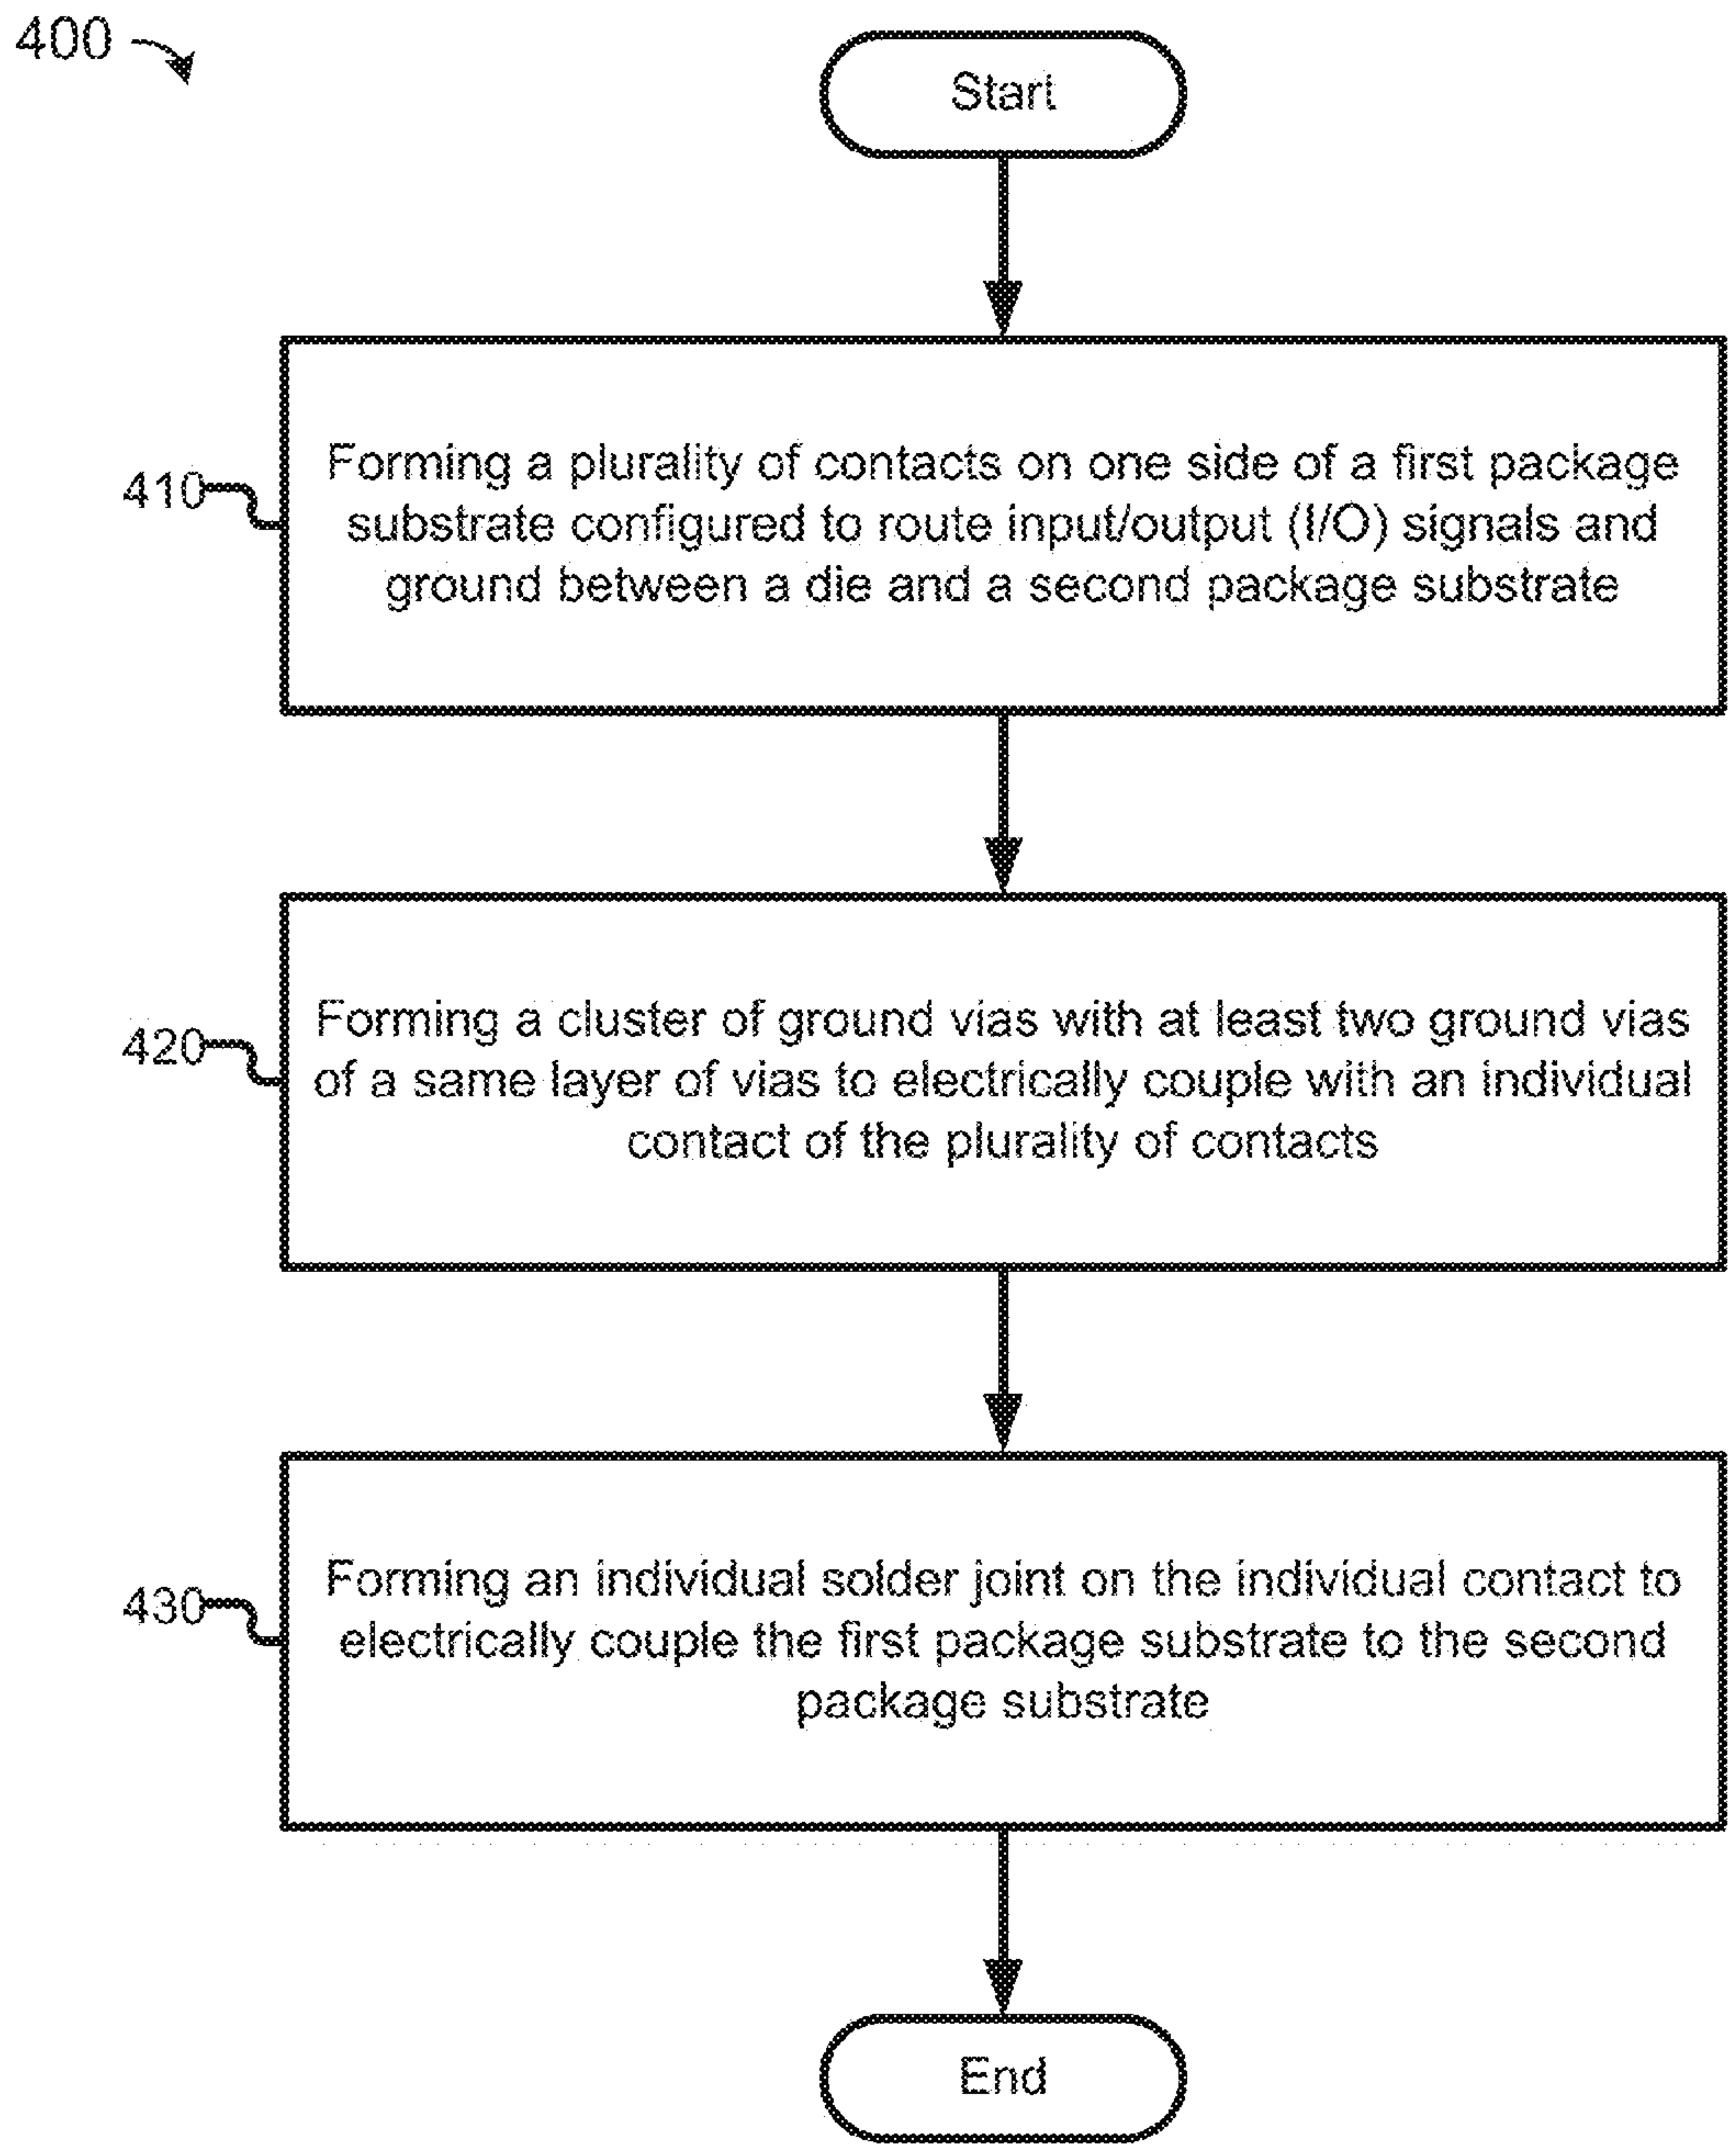 400
Start
410
Forming a plurality of contacts on one side of a first package
substrate configured to route input/output (I/O) signals and
ground between a die and a second package substrate
420
Forming a cluster of ground vias with at least two ground vias
of a same layer of vias to electrically couple with an individual
contact of the plurality of contacts
430
Forming an individual solder joint on the individual contact to
electrically couple the first package substrate to the second
package substrate
End